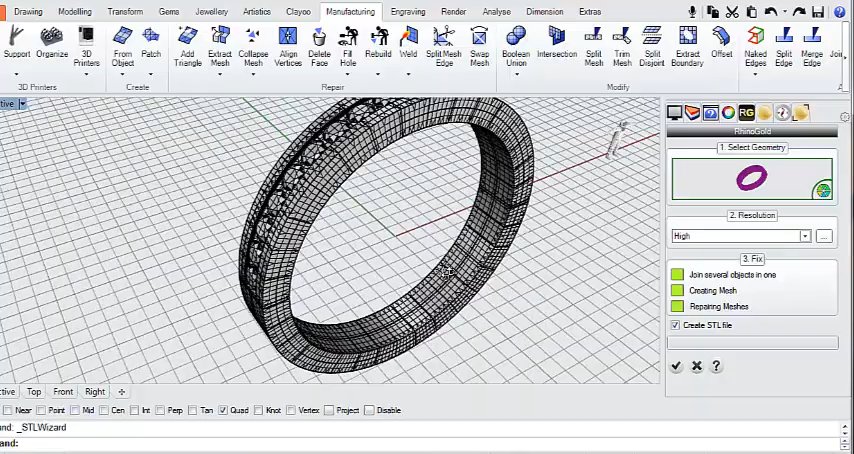 Drawing Modelling Transform Gems Jewellery Artistics Clayoo Manufacturing Engraving Render Analyse Dimension Extras
Support Organize 3D Printers From Object Patch Add Triangle Extract Mesh Collapse Mesh Align Vertices Delete Face Fill Hole Rebuild Weld Split Mesh Edge Swap Mesh Boolean Union Intersection Split Mesh Trim Mesh Split Disjoint Extract Boundary Offset Naked Edges Split Edge Merge Edge
3D Printers Create Repair Modify
RG
RhinoGold
1. Select Geometry
2. Resolution
High ...
3. Fix
Join several objects in one
Creating Mesh
Repairing Meshes
Create STL file
ctive Top Front Right
Near Point Mid Cen Int Perp Tan Quad Knot Vertex Project Disable
und: _STLWizard
and: